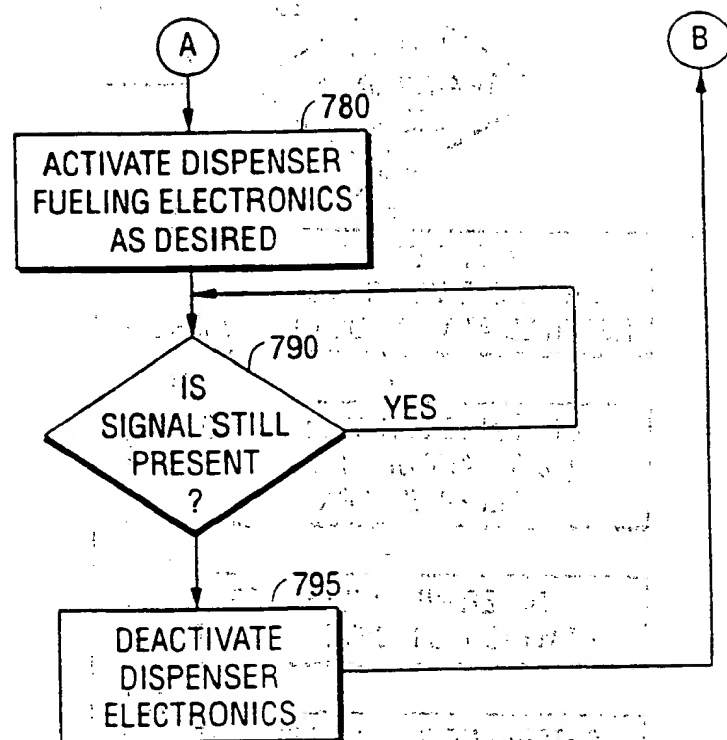 A
B
780
ACTIVATE DISPENSER
FUELING ELECTRONICS
AS DESIRED
790
IS
SIGNAL STILL
PRESENT
?
YES
795
DEACTIVATE
DISPENSER
ELECTRONICS